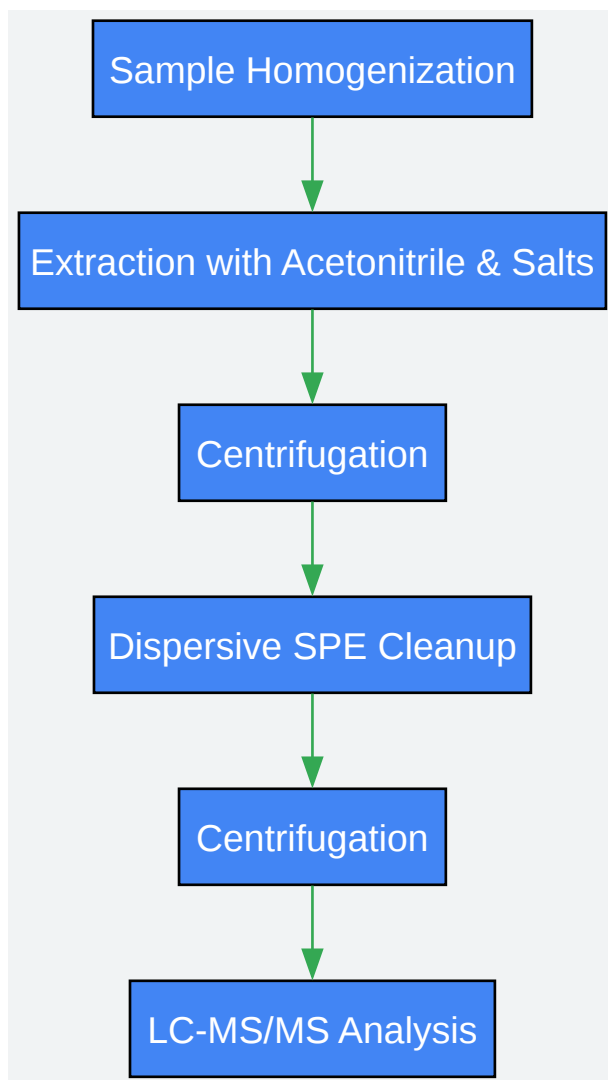 Sample Homogenization
Extraction with Acetonitrile & Salts
Centrifugation
Dispersive SPE Cleanup
Centrifugation
LC-MS/MS Analysis